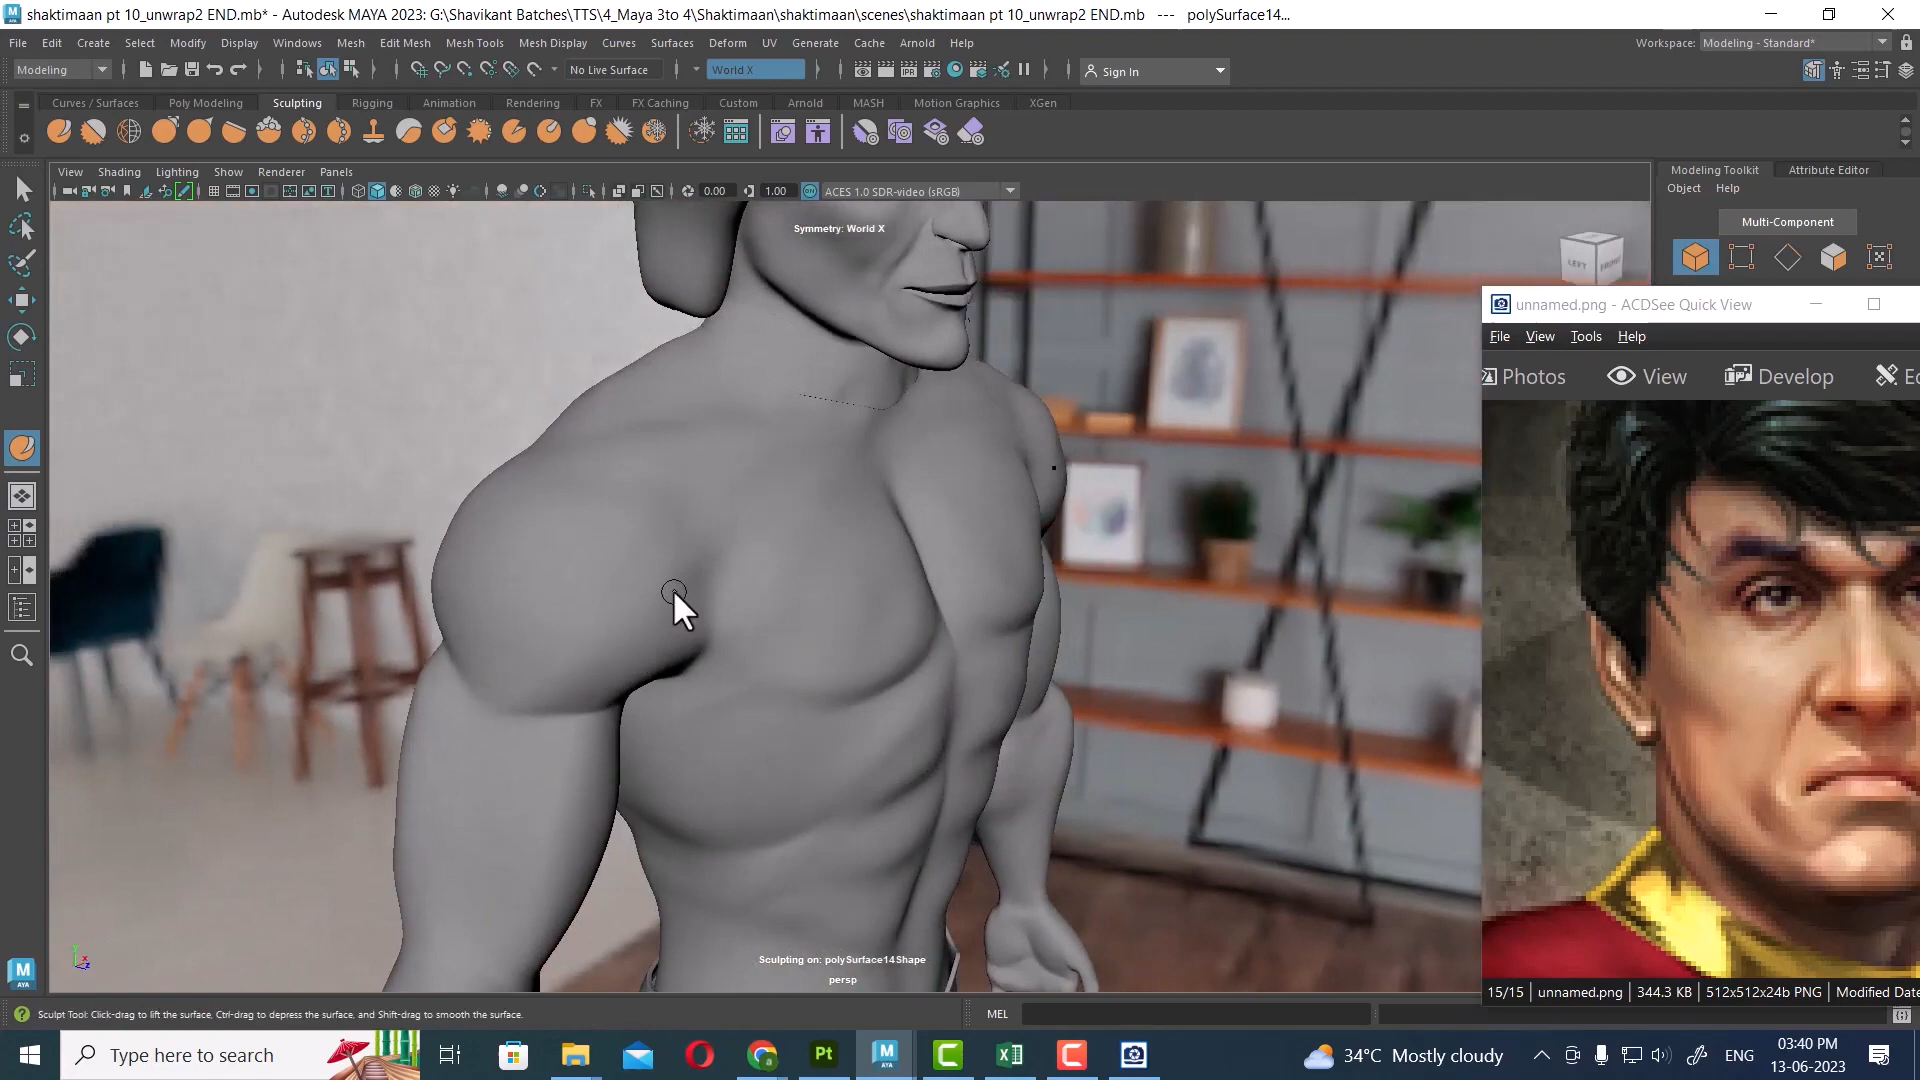 shaktimaan pt 10_unwrap2 END.mb* - Autodesk MAYA 2023: G:\Shavikant Batches\TTS\4_Maya 3to 4\Shaktimaan\shaktimaan\scenes\shaktimaan pt 10_unwrap2 END.mb --- polySurface14...
File Edit Create Select Modify Display Windows Mesh Edit Mesh Mesh Tools Mesh Display Curves Surfaces Deform UV Generate Cache Arnold Help
Workspace: Modeling - Standard*
Modeling No Live Surface World X Sign In
Curves / Surfaces Poly Modeling Sculpting Rigging Animation Rendering FX FX Caching Custom Arnold MASH Motion Graphics XGen
View Shading Lighting Show Renderer Panels
0.00 1.00 ACES 1.0 SDR-video (sRGB)
Modeling Toolkit Attribute Editor
Object Help
Multi-Component
Symmetry: World X
LEFT FRONT
unnamed.png - ACDSee Quick View
File View Tools Help
Photos View Develop Ed
Sculpting on: polySurface14Shape
persp
15/15 unnamed.png 344.3 KB 512x512x24b PNG Modified Date
Sculpt Tool: Click-drag to lift the surface, Ctrl-drag to depress the surface, and Shift-drag to smooth the surface.
MEL
Type here to search
34°C Mostly cloudy
ENG
03:40 PM
13-06-2023